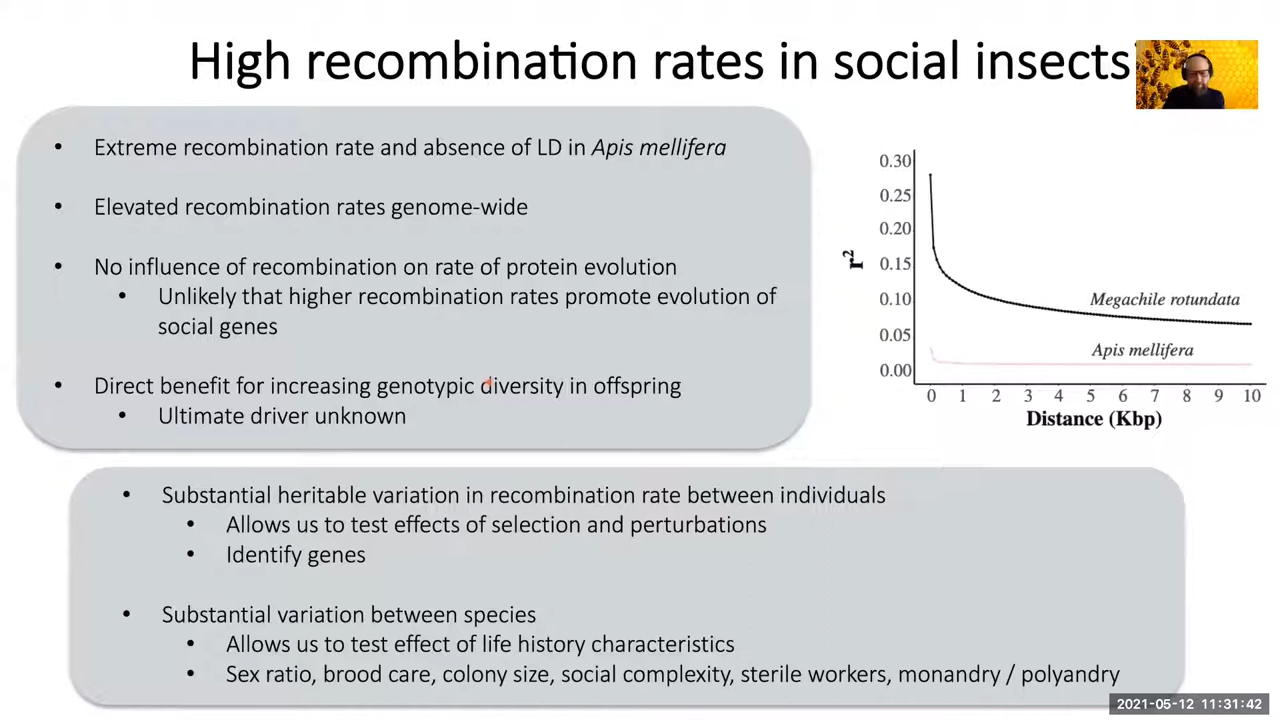 High recombination rates in social insects
• Extreme recombination rate and absence of LD in Apis mellifera
• Elevated recombination rates genome-wide
• No influence of recombination on rate of protein evolution
• Unlikely that higher recombination rates promote evolution of
social genes
• Direct benefit for increasing genotypic diversity in offspring
• Ultimate driver unknown
0.30
0.25
0.20
0.15
0.10
0.05
0.00
r²
Megachile rotundata
Apis mellifera
0 1 2 3 4 5 6 7 8 9 10
Distance (Kbp)
• Substantial heritable variation in recombination rate between individuals
• Allows us to test effects of selection and perturbations
• Identify genes
• Substantial variation between species
• Allows us to test effect of life history characteristics
• Sex ratio, brood care, colony size, social complexity, sterile workers, monandry / polyandry
2021-05-12 11:31:42